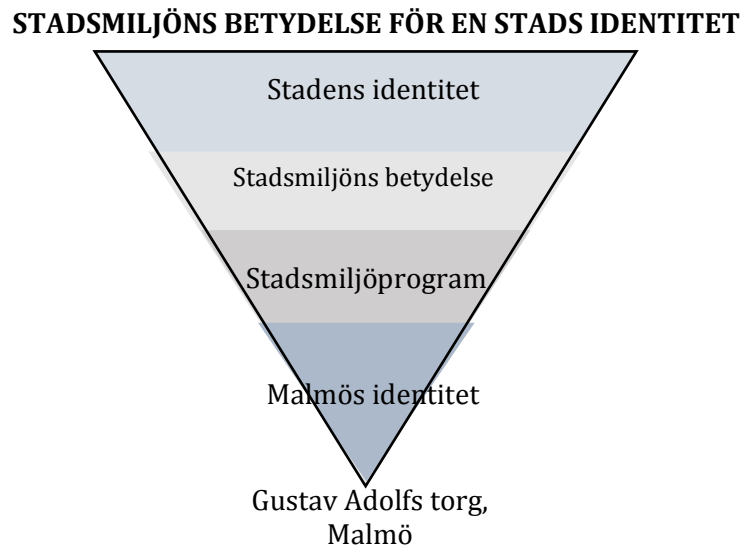 STADSMILJÖNS BETYDELSE FÖR EN STADS IDENTITET
Stadens identitet
Stadsmiljöns betydelse
Stadsmiljöprogram
Malmös identitet
Gustav Adolfs torg,
Malmö